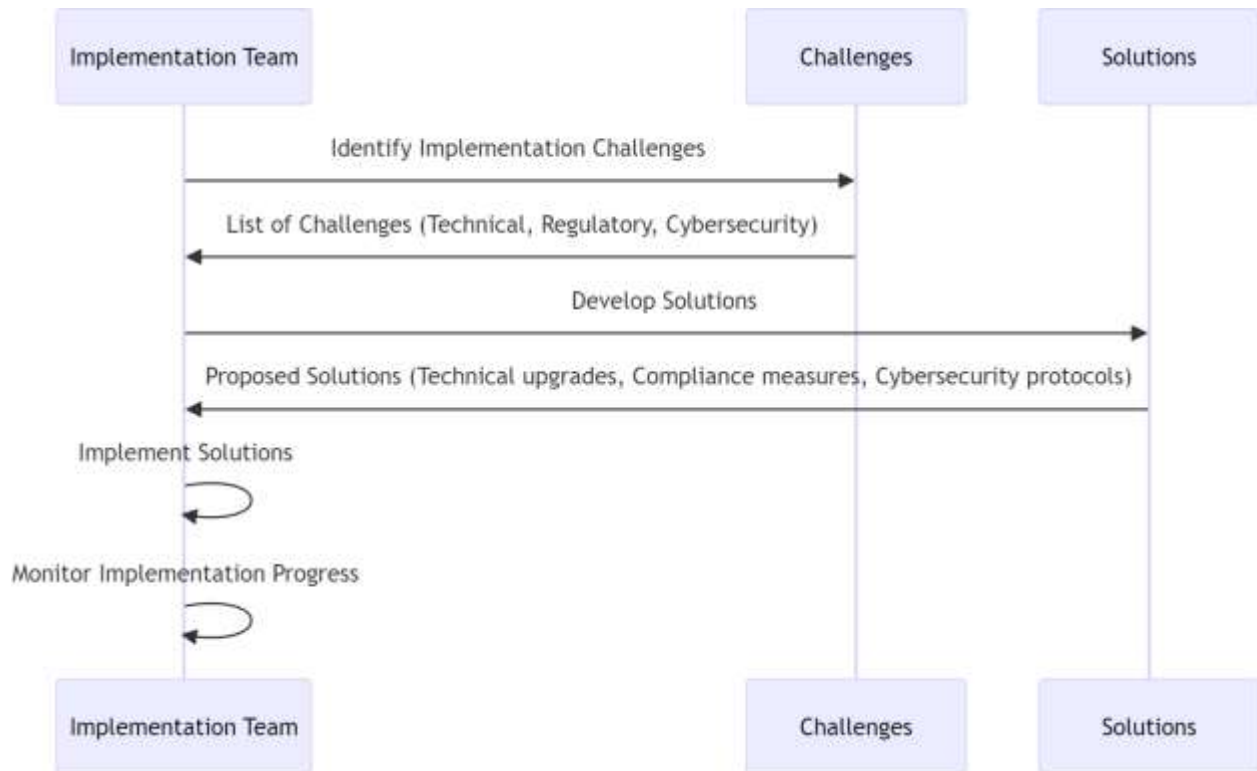 Implementation Team
Challenges
Solutions
Identify Implementation Challenges
List of Challenges (Technical, Regulatory, Cybersecurity)
Develop Solutions
Proposed Solutions (Technical upgrades, Compliance measures, Cybersecurity protocols)
Implement Solutions
Monitor Implementation Progress
Implementation Team
Challenges
Solutions